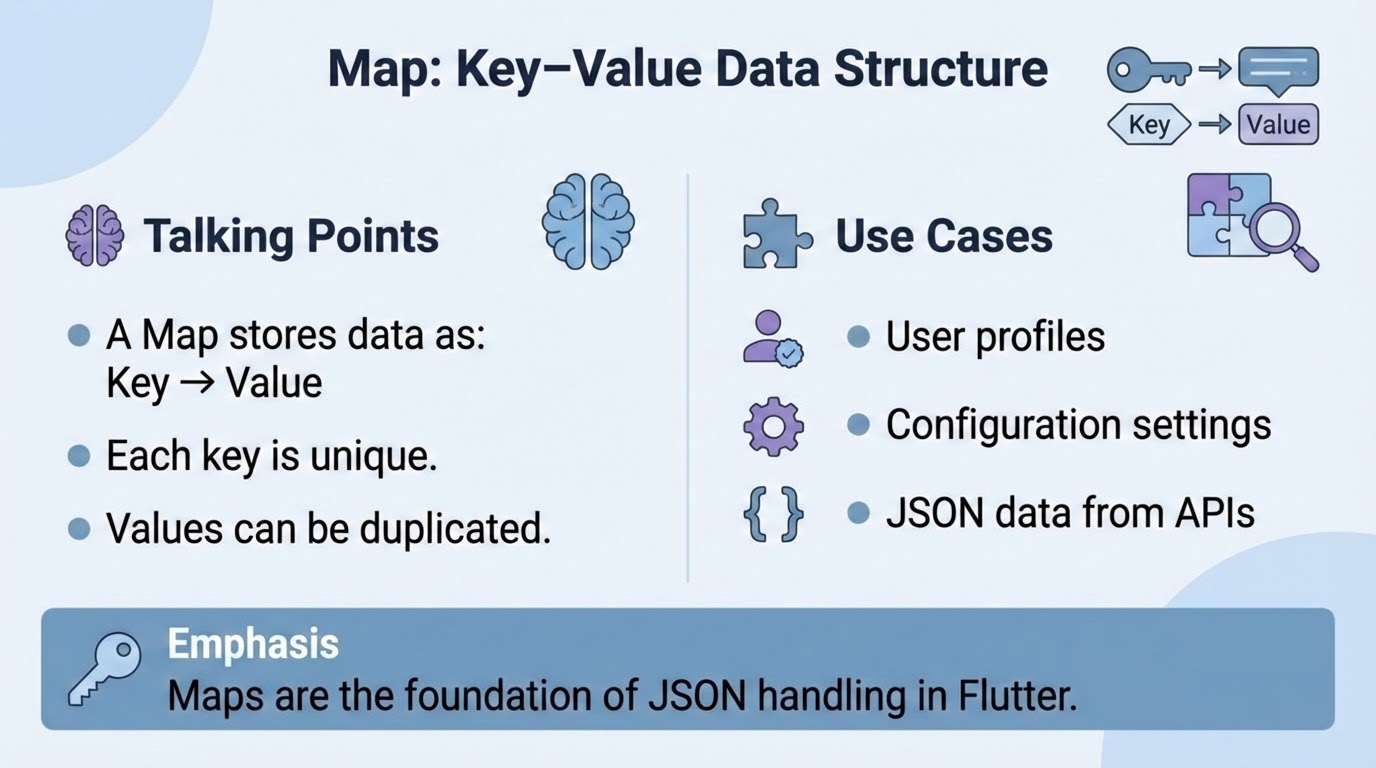 Map: Key–Value Data Structure
Key → Value
Talking Points
A Map stores data as:
Key → Value
Each key is unique.
Values can be duplicated.
Use Cases
User profiles
Configuration settings
{ } JSON data from APIs
Emphasis
Maps are the foundation of JSON handling in Flutter.